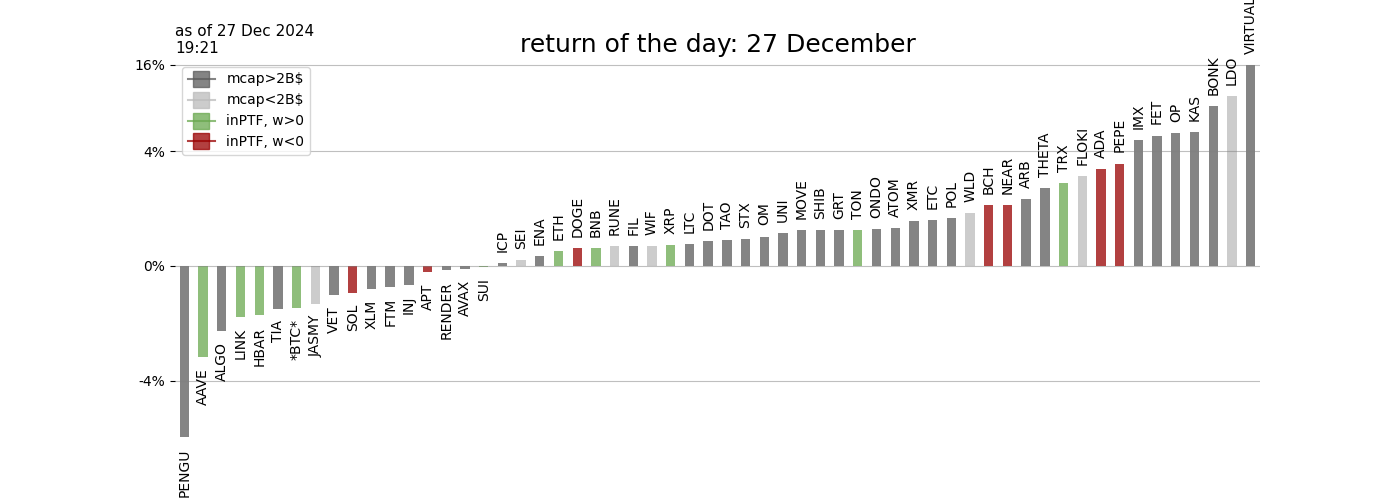 as of 27 Dec 2024
19:21
return of the day: 27 December
16%
4%
0%
-4%
mcap>2B$
mcap<2B$
inPTF, w>0
inPTF, w<0
PENGU
AAVE
ALGO
LINK
HBAR
TIA
*BTC*
JASMY
VET
SOL
XLM
FTM
INJ
APT
RENDER
AVAX
SUI
ICP
SEI
ENA
ETH
DOGE
BNB
RUNE
FIL
WIF
XRP
LTC
DOT
TAO
STX
OM
UNI
MOVE
SHIB
GRT
TON
ONDO
ATOM
XMR
ETC
POL
WLD
BCH
NEAR
ARB
THETA
TRX
FLOKI
ADA
PEPE
IMX
FET
OP
KAS
BONK
LDO
VIRTUAL